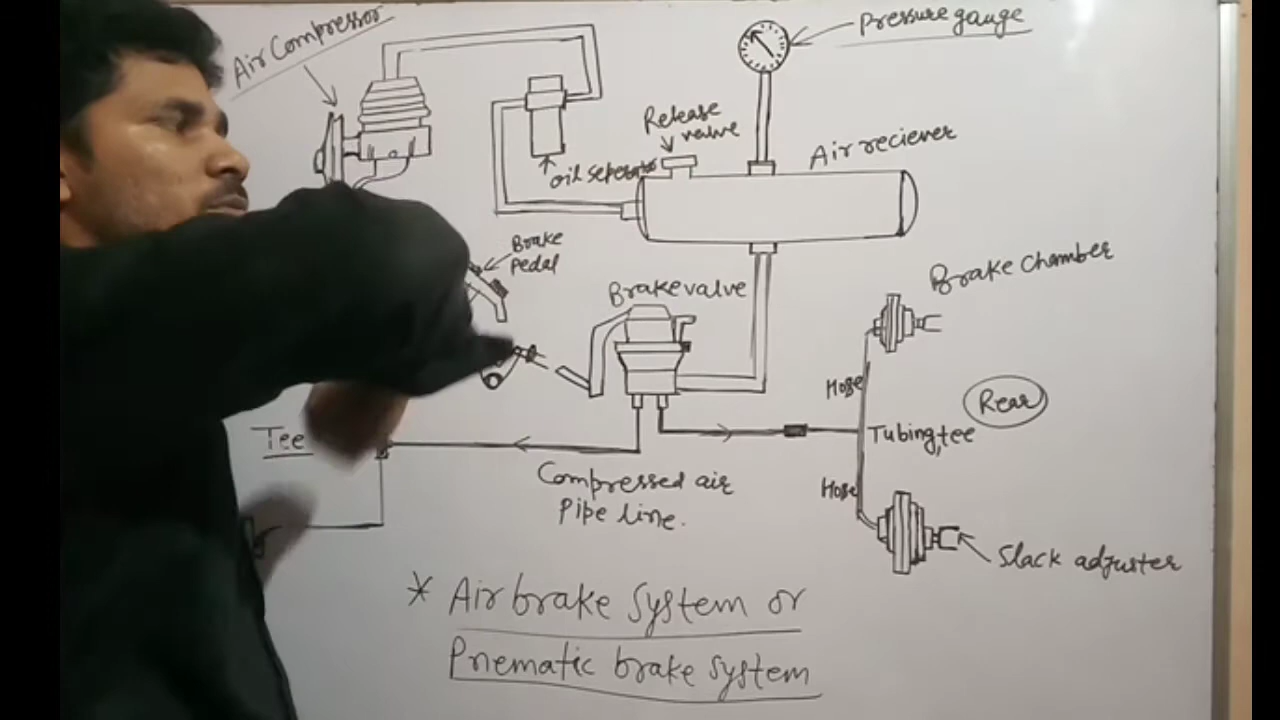 Air Compressor
Pressure gauge
Release
valve
Air reciever
oil seperator
Brake
pedal
Brake valve
Brake chamber
Hose
Rear
Tee
Tubing, tee
Compressed air
pipe line.
Hose
Slack adjuster
* Air brake system or
Pnematic brake system